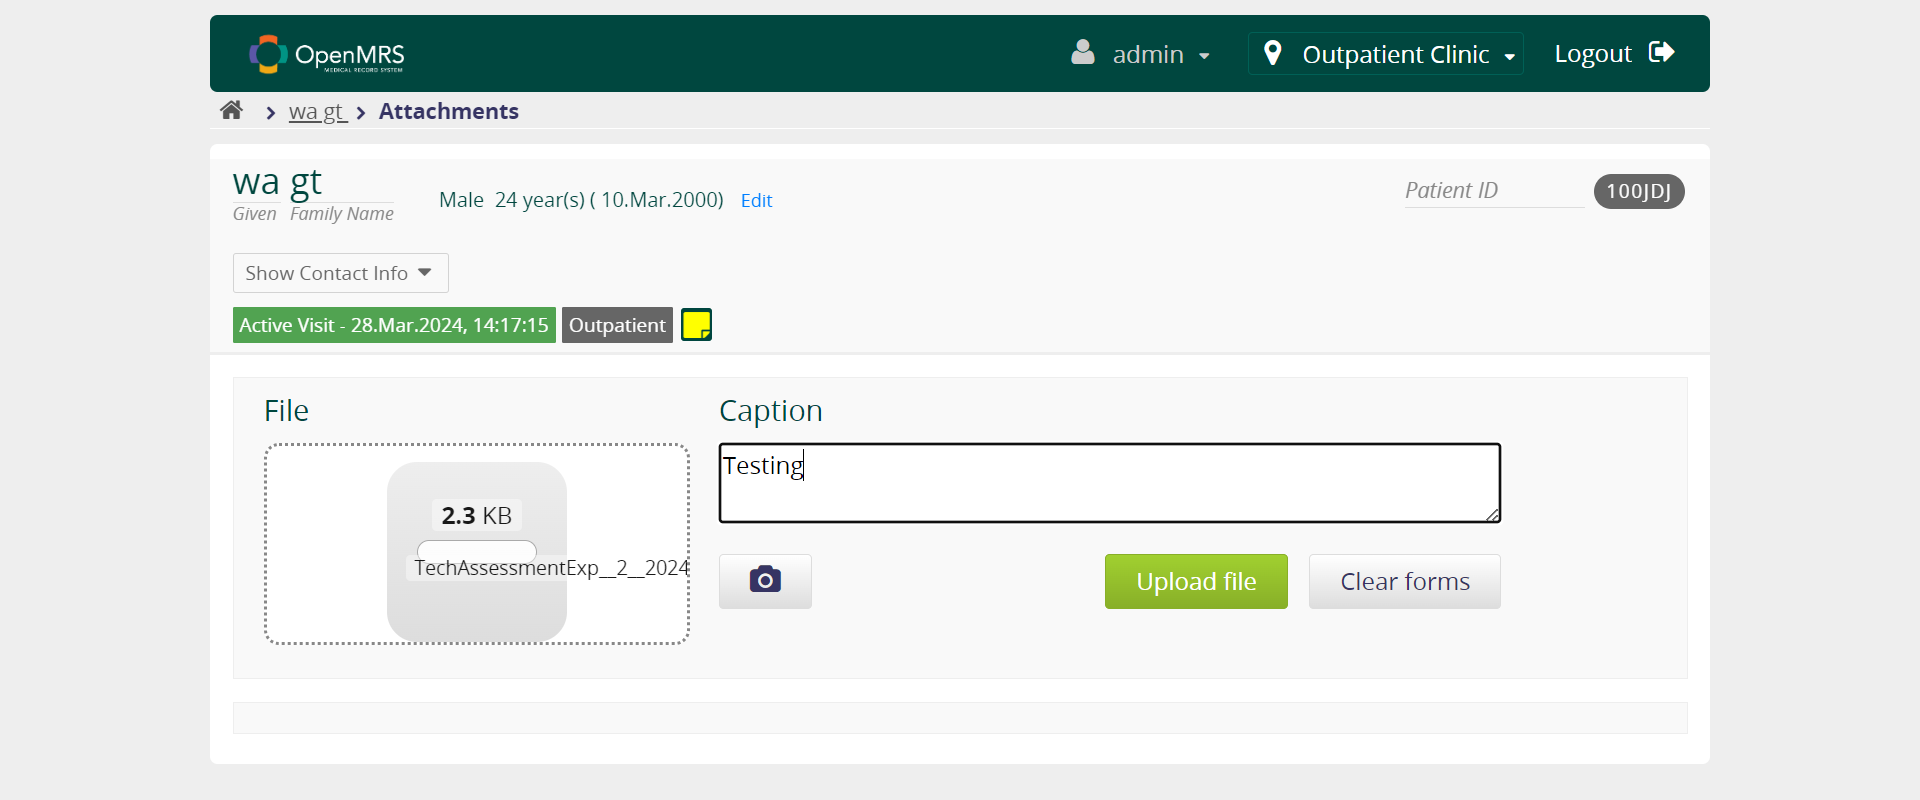 OpenMRS
MEDICAL RECORD SYSTEM
admin
Outpatient Clinic
Logout
wa gt
Attachments
wa gt
Given Family Name
Male 24 year(s) ( 10.Mar.2000) Edit
Patient ID 100JDJ
Show Contact Info
Active Visit - 28.Mar.2024, 14:17:15 Outpatient
File
2.3 KB
TechAssessmentExp__2__2024
Caption
Testing
Upload file
Clear forms